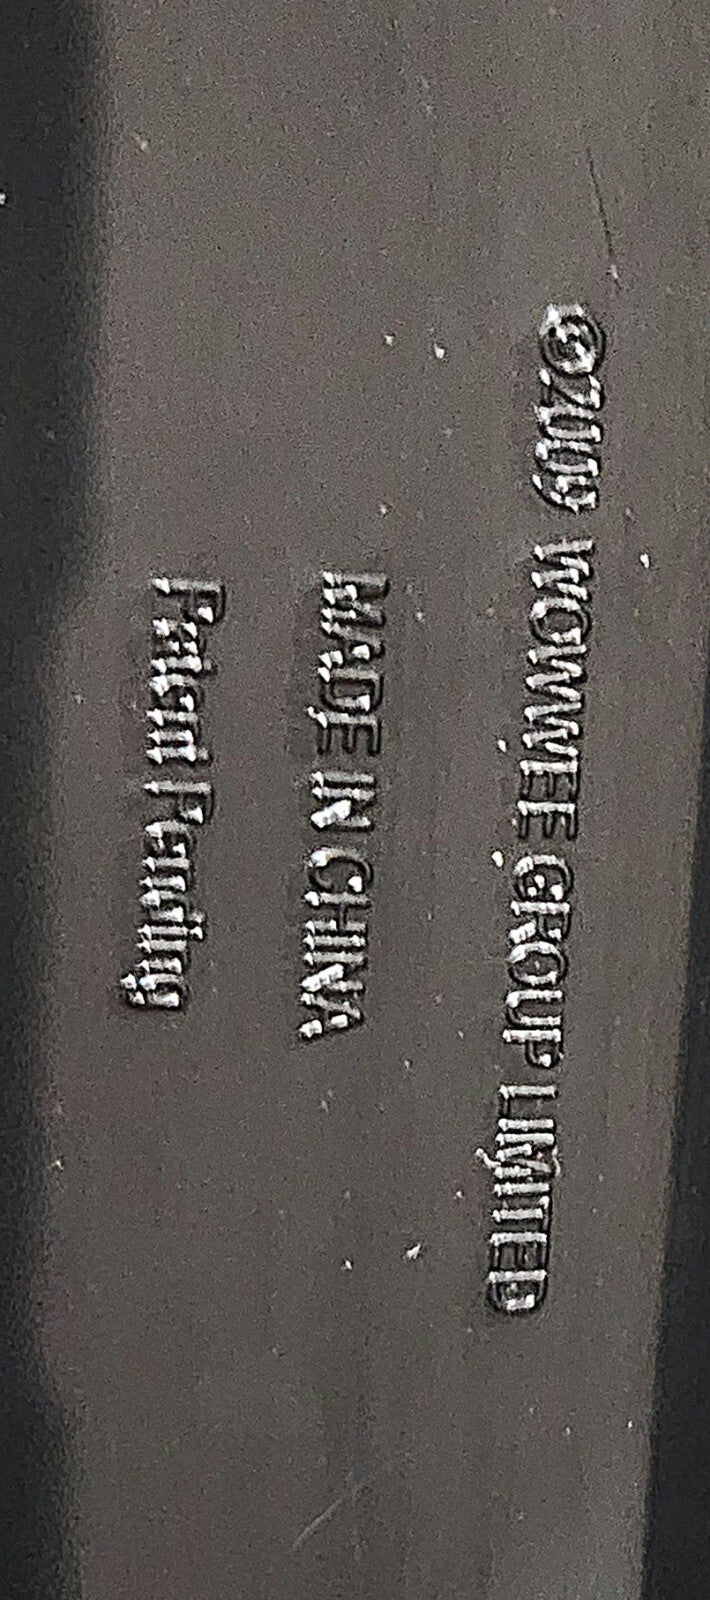 ©2009 WOWWEE GROUP LIMITED
MADE IN CHINA
Patent Pending